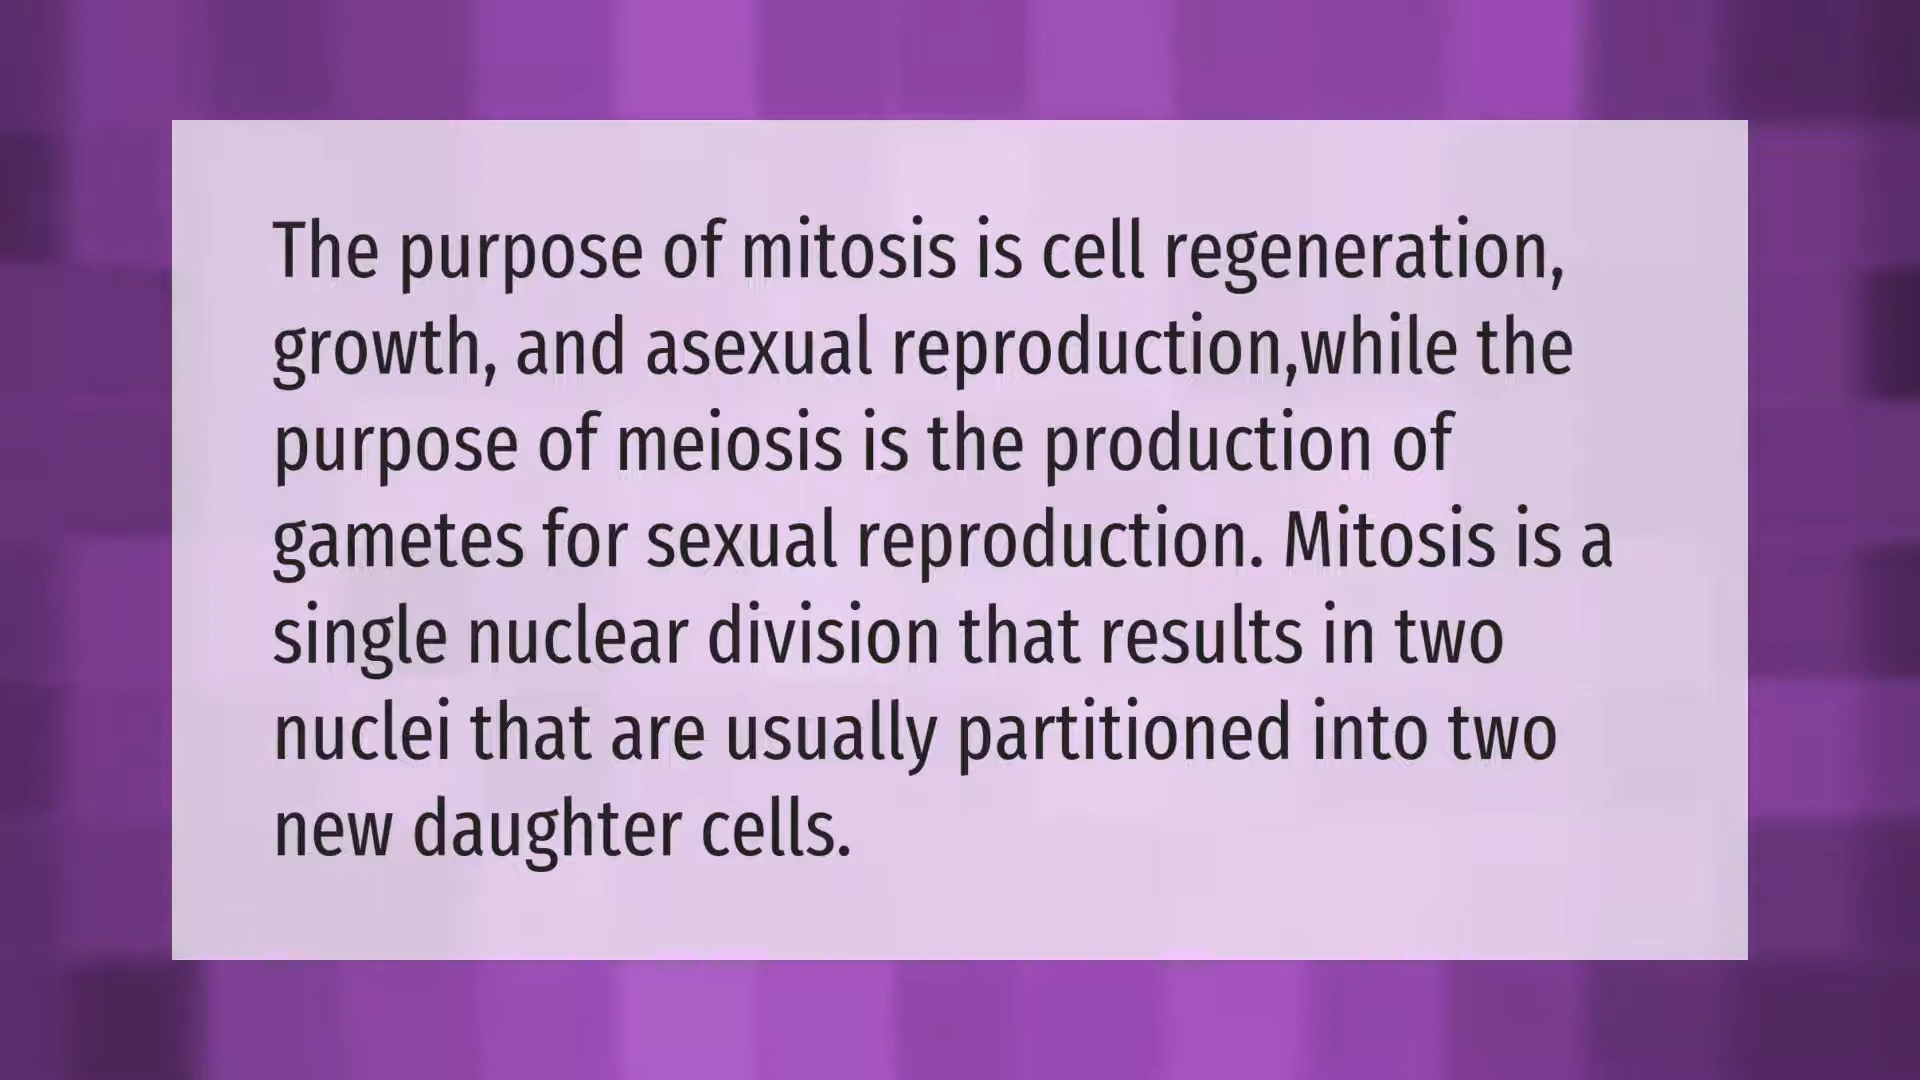 The purpose of mitosis is cell regeneration,
growth, and asexual reproduction,while the
purpose of meiosis is the production of
gametes for sexual reproduction. Mitosis is a
single nuclear division that results in two
nuclei that are usually partitioned into two
new daughter cells.